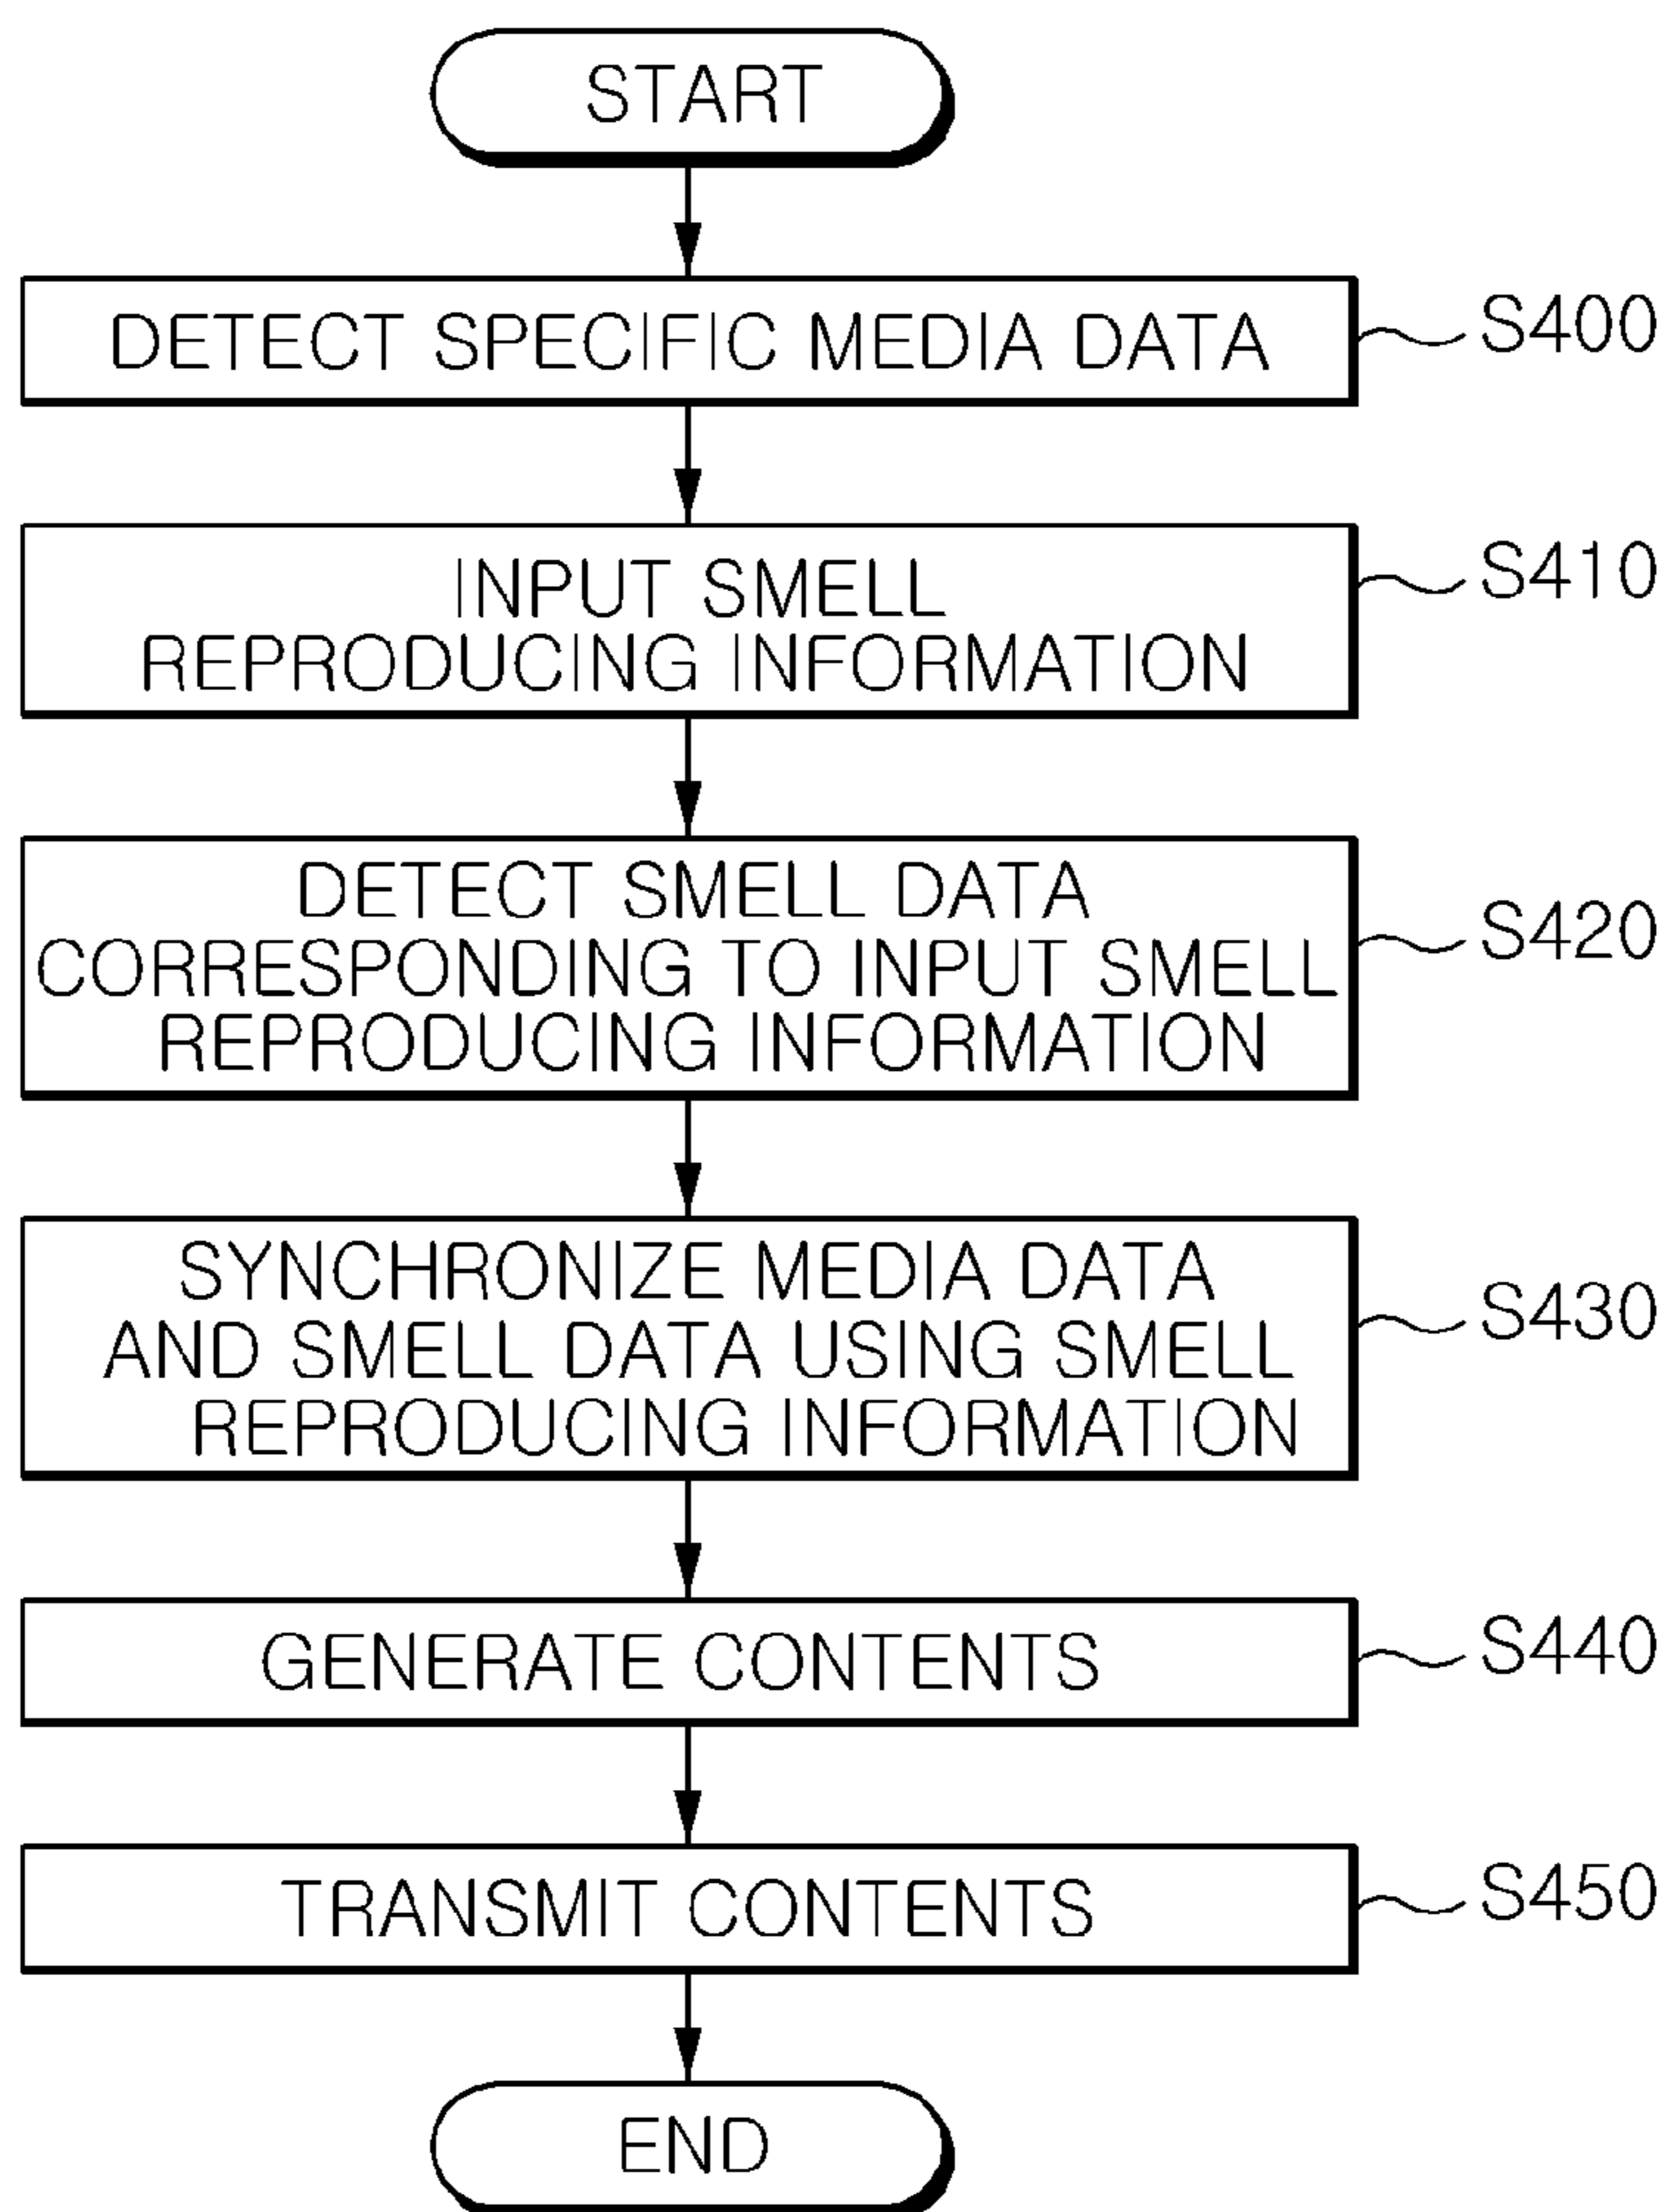 START
DETECT SPECIFIC MEDIA DATA
S400
INPUT SMELL
REPRODUCING INFORMATION
S410
DETECT SMELL DATA
CORRESPONDING TO INPUT SMELL
REPRODUCING INFORMATION
S420
SYNCHRONIZE MEDIA DATA
AND SMELL DATA USING SMELL
REPRODUCING INFORMATION
S430
GENERATE CONTENTS
S440
TRANSMIT CONTENTS
S450
END